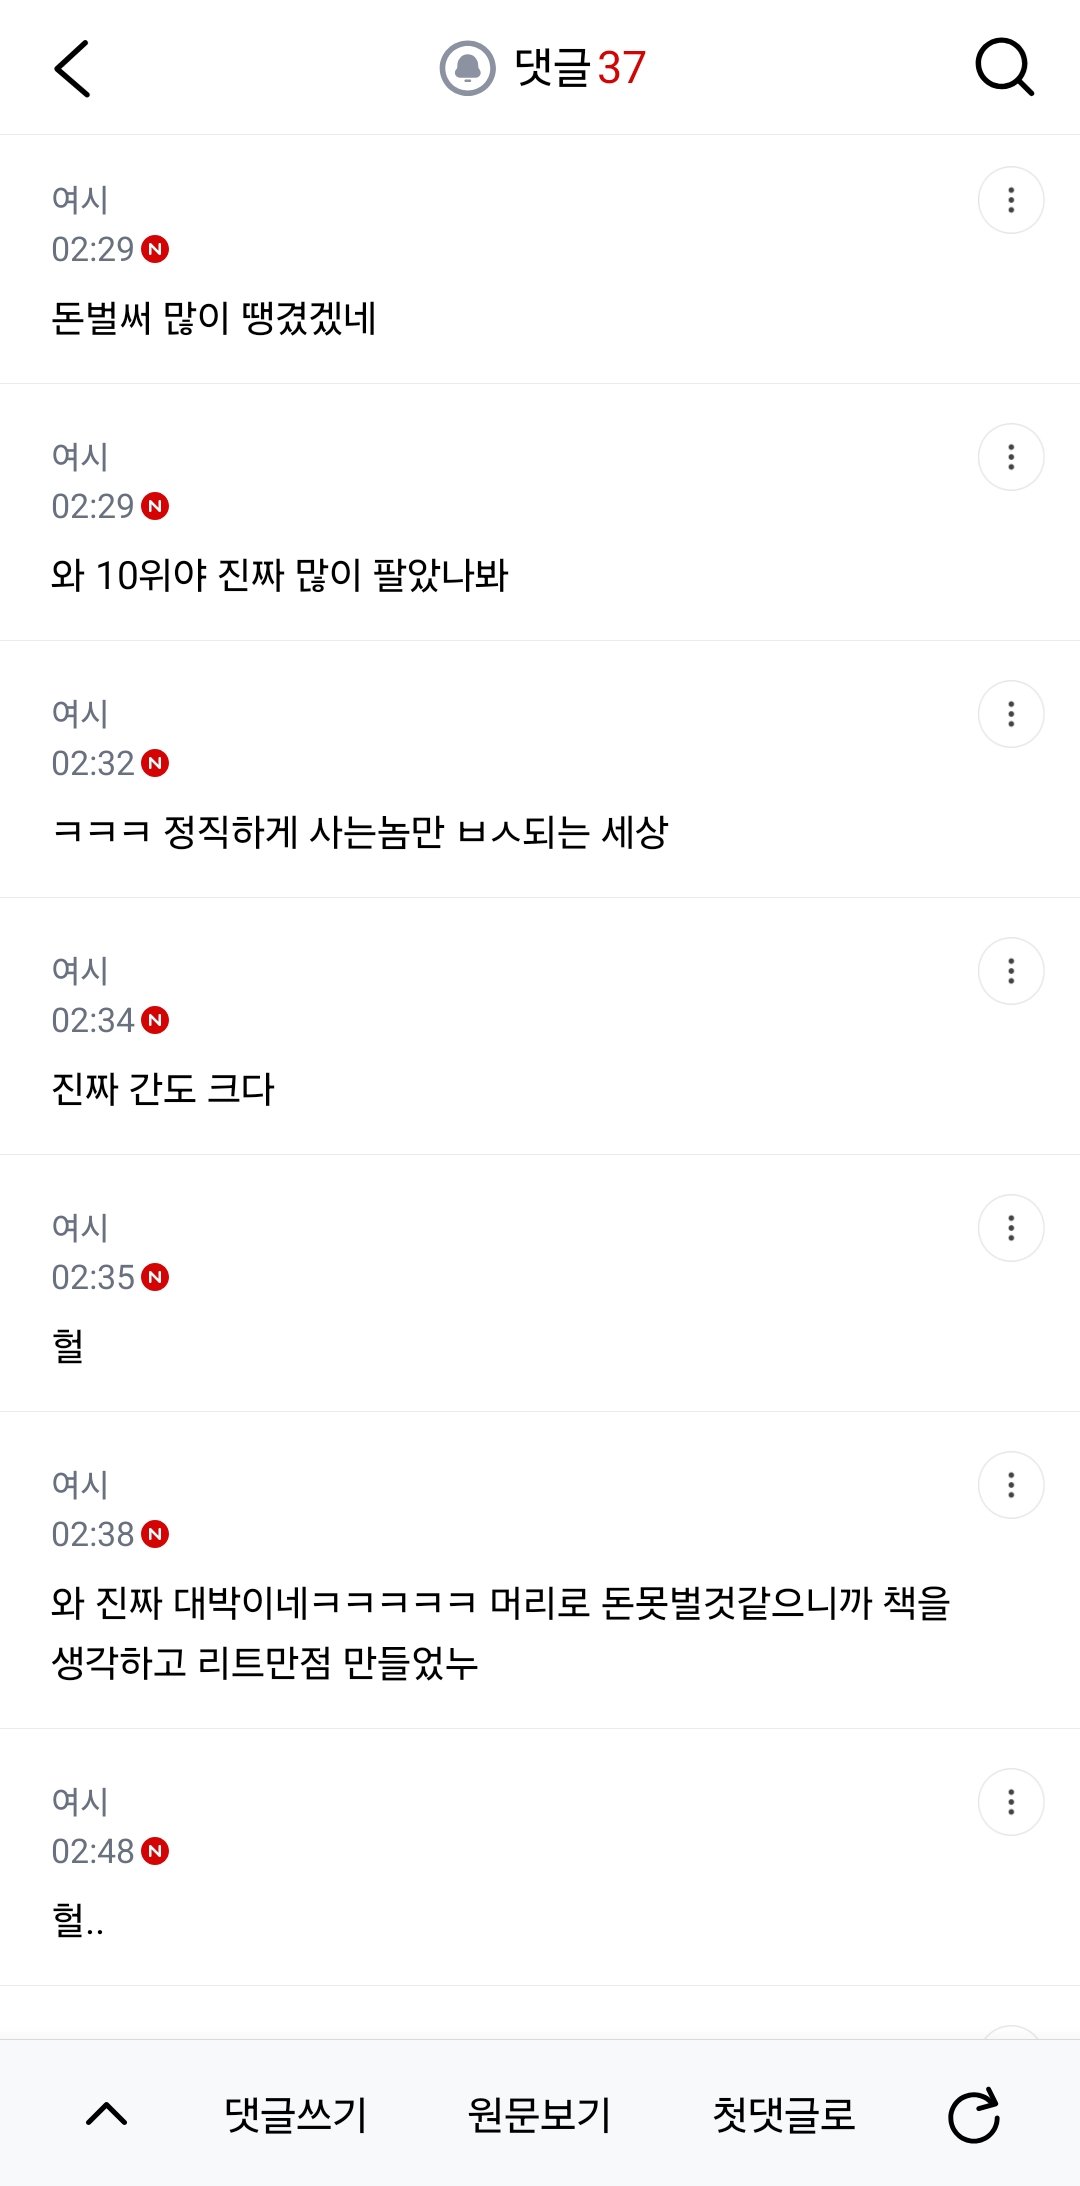 댓글 37
여시
02:29 N
돈벌써 많이 땡겼겠네
여시
02:29 N
와 10위야 진짜 많이 팔았나봐
여시
02:32 N
ㅋㅋㅋ 정직하게 사는놈만 ㅂㅅ되는 세상
여시
02:34 N
진짜 간도 크다
여시
02:35 N
헐
여시
02:38 N
와 진짜 대박이네ㅋㅋㅋㅋㅋ 머리로 돈못벌것같으니까 책을
생각하고 리트만점 만들었누
여시
02:48 N
헐..
댓글쓰기 원문보기 첫댓글로